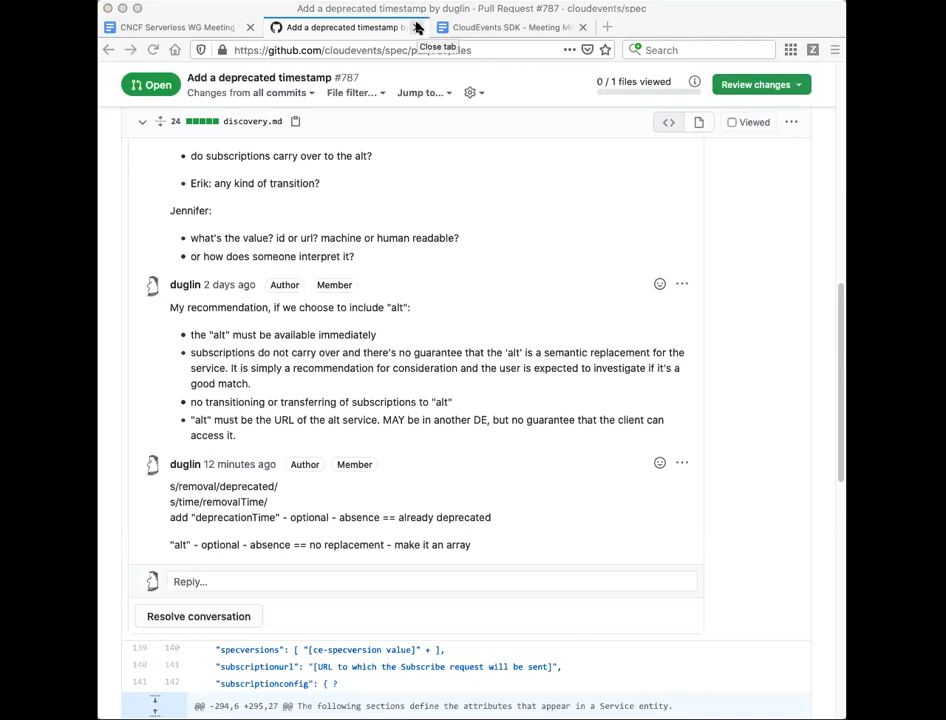 Add a deprecated timestamp by duglin · Pull Request #787 · cloudevents/spec
CNCF Serverless WG Meeting
Add a deprecated timestamp b
CloudEvents SDK - Meeting M
Close tab
https://github.com/cloudevents/spec/p
les
Search
Open
Add a deprecated timestamp #787
Changes from all commits
File filter...
Jump to...
0 / 1 files viewed
Review changes
24
discovery.md
Viewed
• do subscriptions carry over to the alt?
• Erik: any kind of transition?
Jennifer:
• what's the value? id or url? machine or human readable?
• or how does someone interpret it?
duglin 2 days ago Author Member
My recommendation, if we choose to include "alt":
• the "alt" must be available immediately
• subscriptions do not carry over and there's no guarantee that the 'alt' is a semantic replacement for the
service. It is simply a recommendation for consideration and the user is expected to investigate if it's a
good match.
• no transitioning or transferring of subscriptions to "alt"
• "alt" must be the URL of the alt service. MAY be in another DE, but no guarantee that the client can
access it.
duglin 12 minutes ago Author Member
s/removal/deprecated/
s/time/removalTime/
add "deprecationTime" - optional - absence == already deprecated
"alt" - optional - absence == no replacement - make it an array
Reply...
Resolve conversation
139 140 "specversions": [ "[ce-specversion value]" + ],
140 141 "subscriptionurl": "[URL to which the Subscribe request will be sent]",
141 142 "subscriptionconfig": { ?
@@ -294,6 +295,27 @@ The following sections define the attributes that appear in a Service entity.